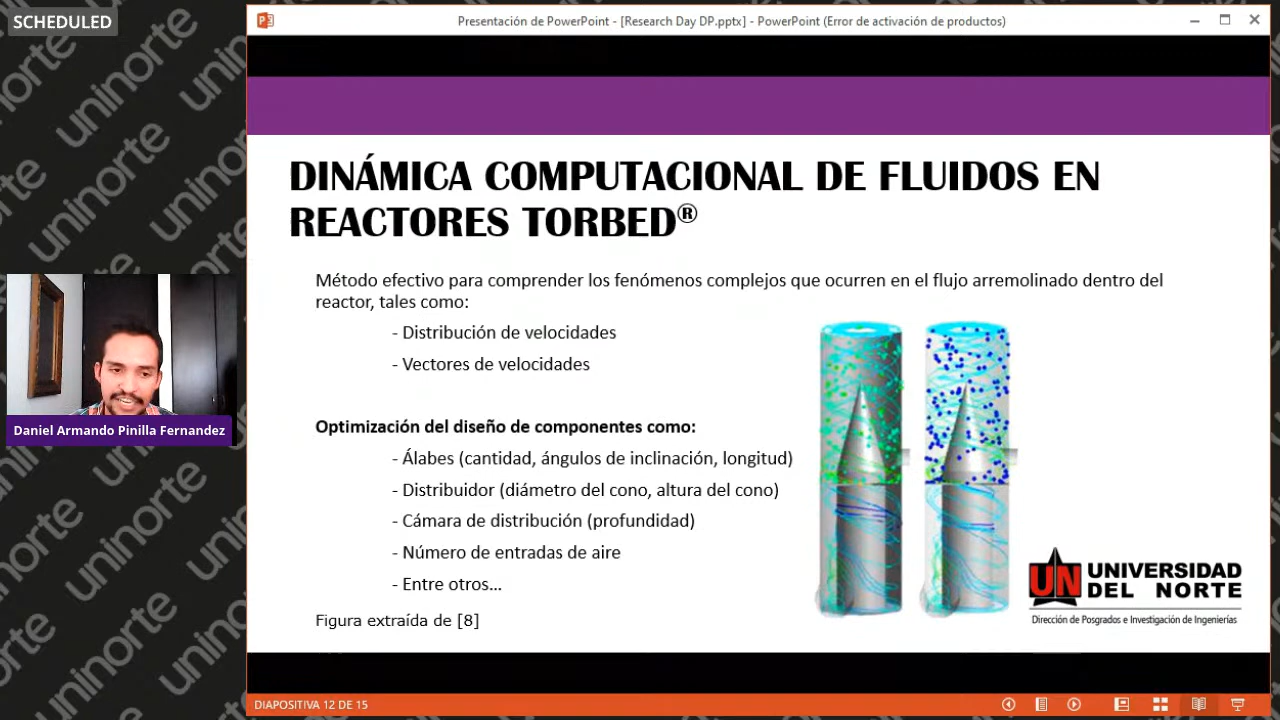 SCHEDULED
Presentación de PowerPoint - [Research Day DP.pptx] - PowerPoint (Error de activación de productos)
DINÁMICA COMPUTACIONAL DE FLUIDOS EN
REACTORES TORBED®
Método efectivo para comprender los fenómenos complejos que ocurren en el flujo arremolinado dentro del
reactor, tales como:
- Distribución de velocidades
- Vectores de velocidades
Optimización del diseño de componentes como:
- Álabes (cantidad, ángulos de inclinación, longitud)
- Distribuidor (diámetro del cono, altura del cono)
- Cámara de distribución (profundidad)
- Número de entradas de aire
- Entre otros...
Figura extraída de [8]
UN UNIVERSIDAD
DEL NORTE
Dirección de Posgrados e Investigación de Ingenierías
Daniel Armando Pinilla Fernandez
DIAPOSITIVA 12 DE 15
uninorte
uninorte
uninorte
uninorte
uninorte